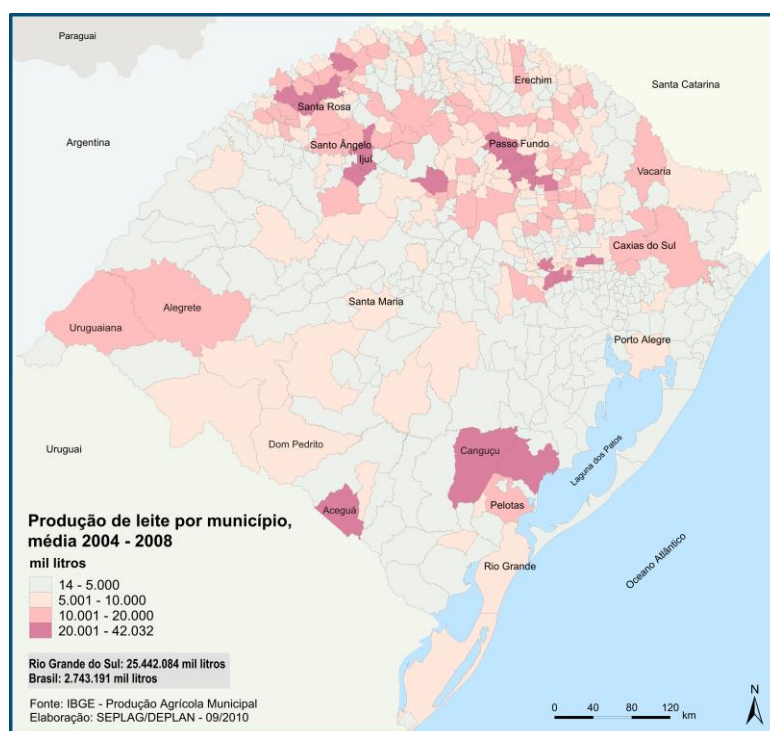 Paraguai
Santa Catarina
Erechim
Argentina
Santa Rosa
Santo Ângelo
Ijuí
Passo Fundo
Vacaria
Caxias do Sul
Alegrete
Uruguaiana
Santa Maria
Porto Alegre
Uruguai
Dom Pedrito
Canguçu
Laguna dos Patos
Aceguá
Pelotas
Rio Grande
Oceano Atlântico
Produção de leite por município,
média 2004 - 2008
mil litros
14 - 5.000
5.001 - 10.000
10.001 - 20.000
20.001 - 42.032
Rio Grande do Sul: 25.442.084 mil litros
Brasil: 2.743.191 mil litros
Fonte: IBGE - Produção Agrícola Municipal
Elaboração: SEPLAG/DEPLAN - 09/2010
0 40 80 120
km
N